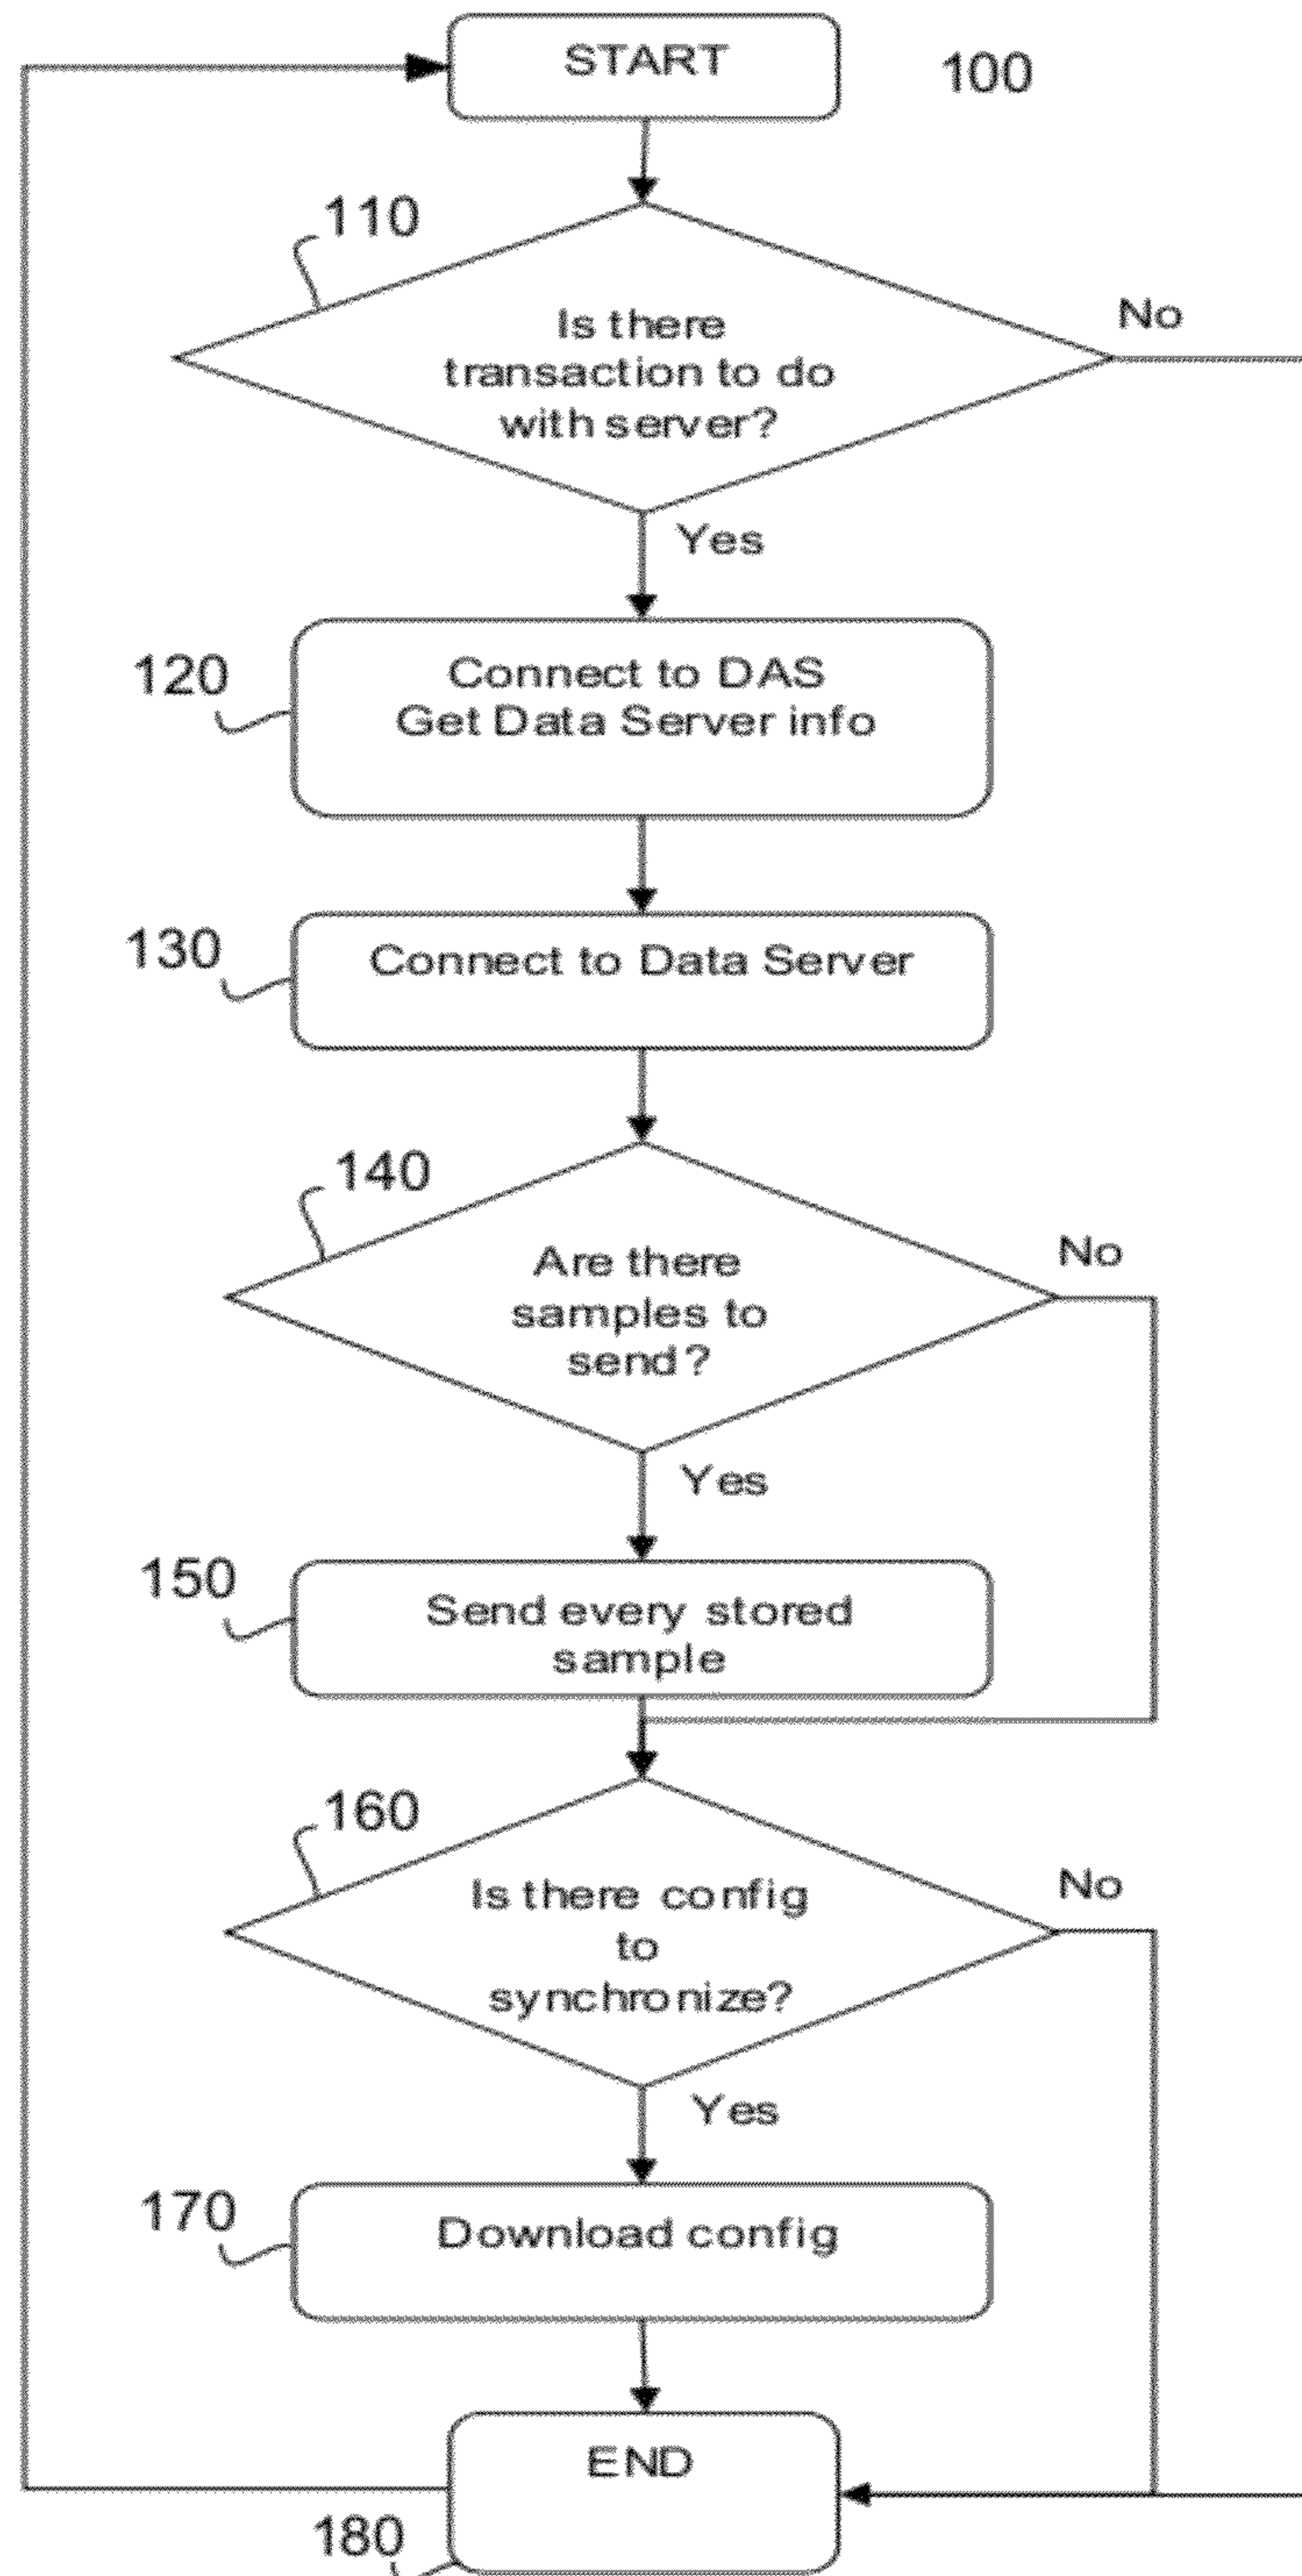 START
100
110
Is there
transaction to do
with server?
No
Yes
120
Connect to DAS
Get Data Server info
130
Connect to Data Server
140
Are there
samples to
send?
No
Yes
150
Send every stored
sample
160
Is there config
to
synchronize?
No
Yes
170
Download config
END
180